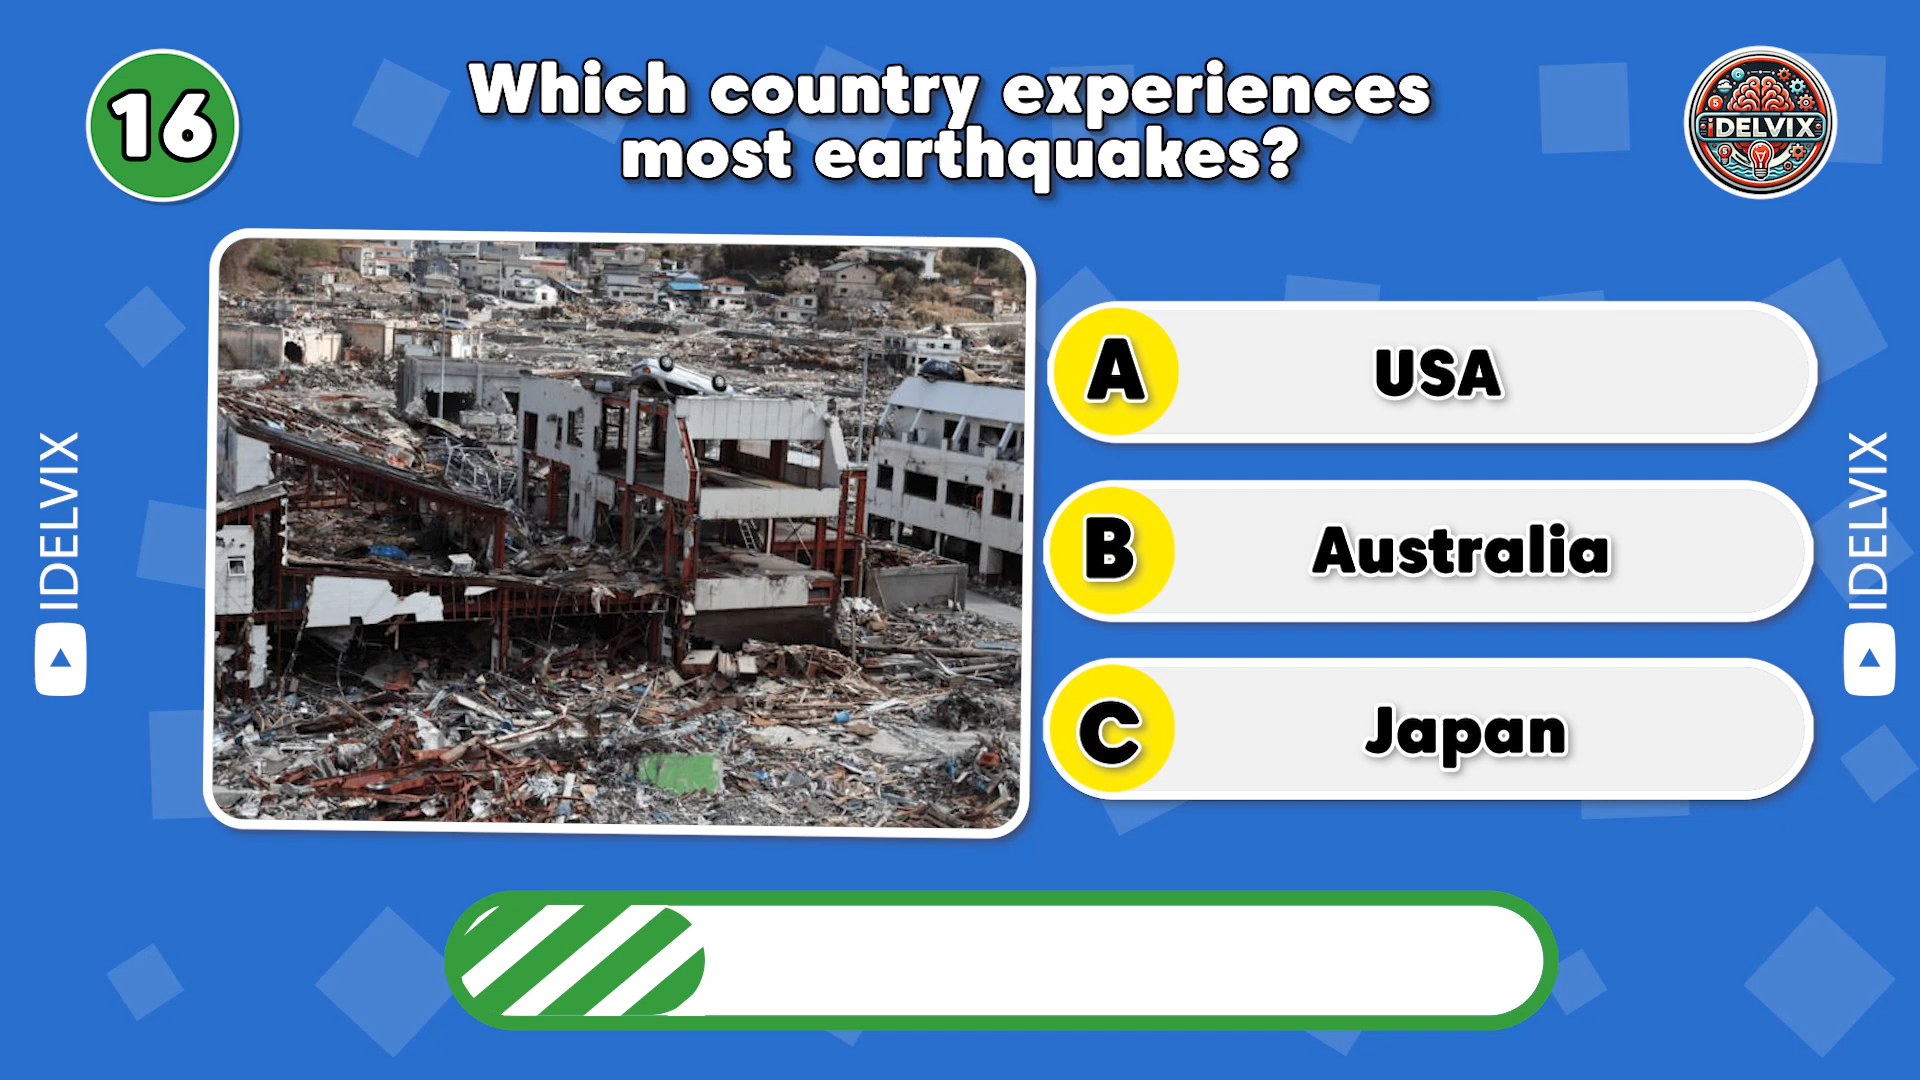 16
Which country experiences
most earthquakes?
iDELVIX
A
USA
B
Australia
C
Japan
IDELVIX
IDELVIX